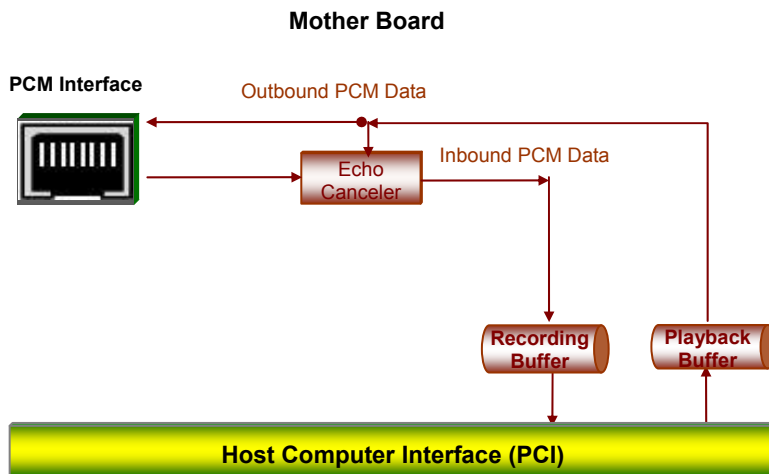 Mother Board
PCM Interface
Outbound PCM Data
Inbound PCM Data
Echo
Canceler
Recording
Buffer
Playback
Buffer
Host Computer Interface (PCI)